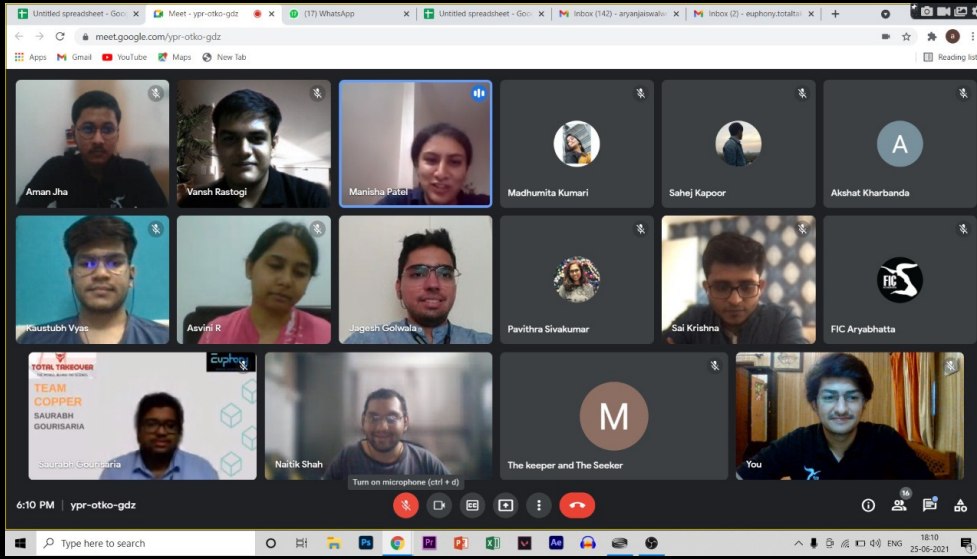 Untitled spreadsheet - Goo
Meet - ypr-otko-gdz
(17) WhatsApp
Untitled spreadsheet - Goo
Inbox (142) - aryanjaiswal
Inbox (2) - euphony.totalta
meet.google.com/ypr-otko-gdz
Apps Gmail YouTube Maps New Tab Reading list
Aman Jha
Vansh Rastogi
Manisha Patel
Madhumita Kumari
Sahej Kapoor
A
Akshat Kharbanda
Kaustubh Vyas
Asvini R
Jagesh Golwala
Pavithra Sivakumar
Sai Krishna
FIC
FIC Aryabhatta
TOTAL TAKEOVER
Euphony
TEAM
COPPER
SAURABH
GOURISARIA
Saurabh Gourisaria
Naitik Shah
M
The keeper and The Seeker
You
Turn on microphone (ctrl + d)
6:10 PM | ypr-otko-gdz
16
Type here to search
ENG
18:10
25-06-2021